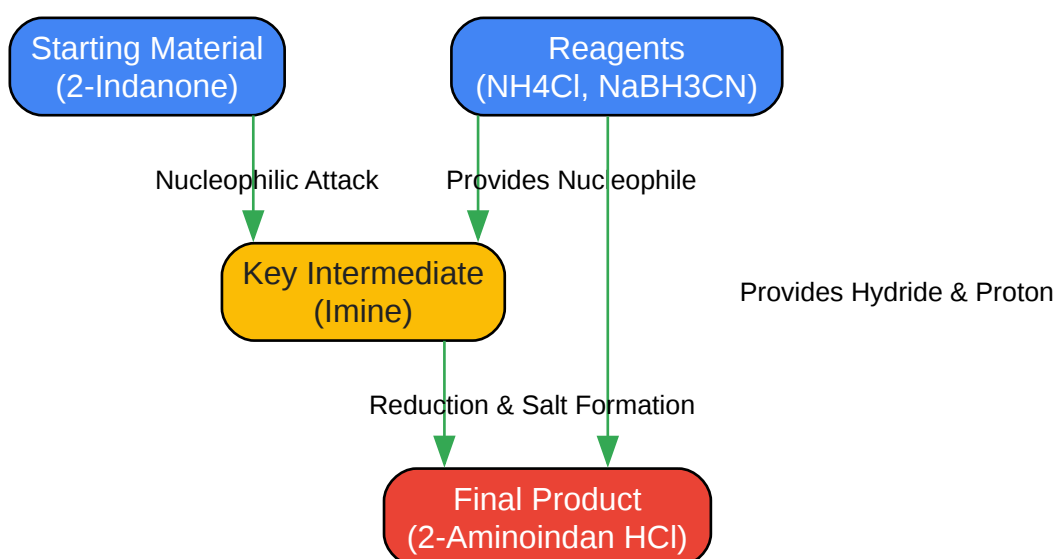 Starting Material
(2-Indanone)
Reagents
(NH4Cl, NaBH3CN)
Nucleophilic Attack
Provides Nucleophile
Key Intermediate
(Imine)
Provides Hydride & Proton
Reduction & Salt Formation
Final Product
(2-Aminoindan HCl)